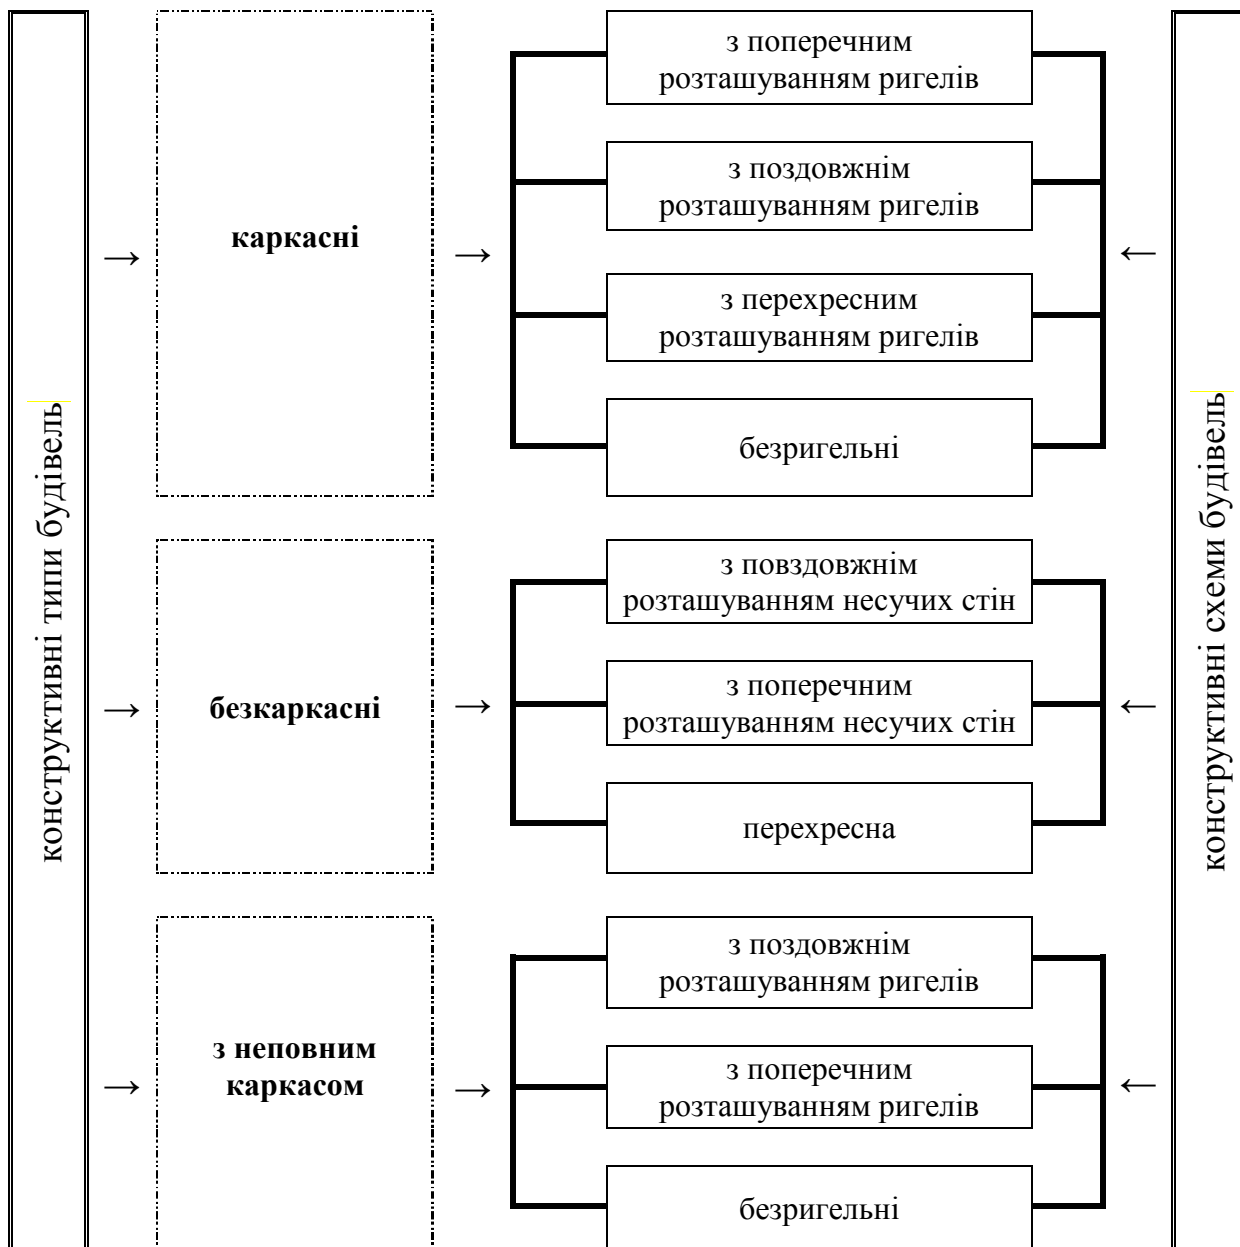 конструктивні типи будівель
каркасні
з поперечним
розташуванням ригелів
з поздовжнім
розташуванням ригелів
з перехресним
розташуванням ригелів
безригельні
безкаркасні
з повздовжнім
розташуванням несучих стін
з поперечним
розташуванням несучих стін
перехресна
з неповним
каркасом
з поздовжнім
розташуванням ригелів
з поперечним
розташуванням ригелів
безригельні
конструктивні схеми будівель